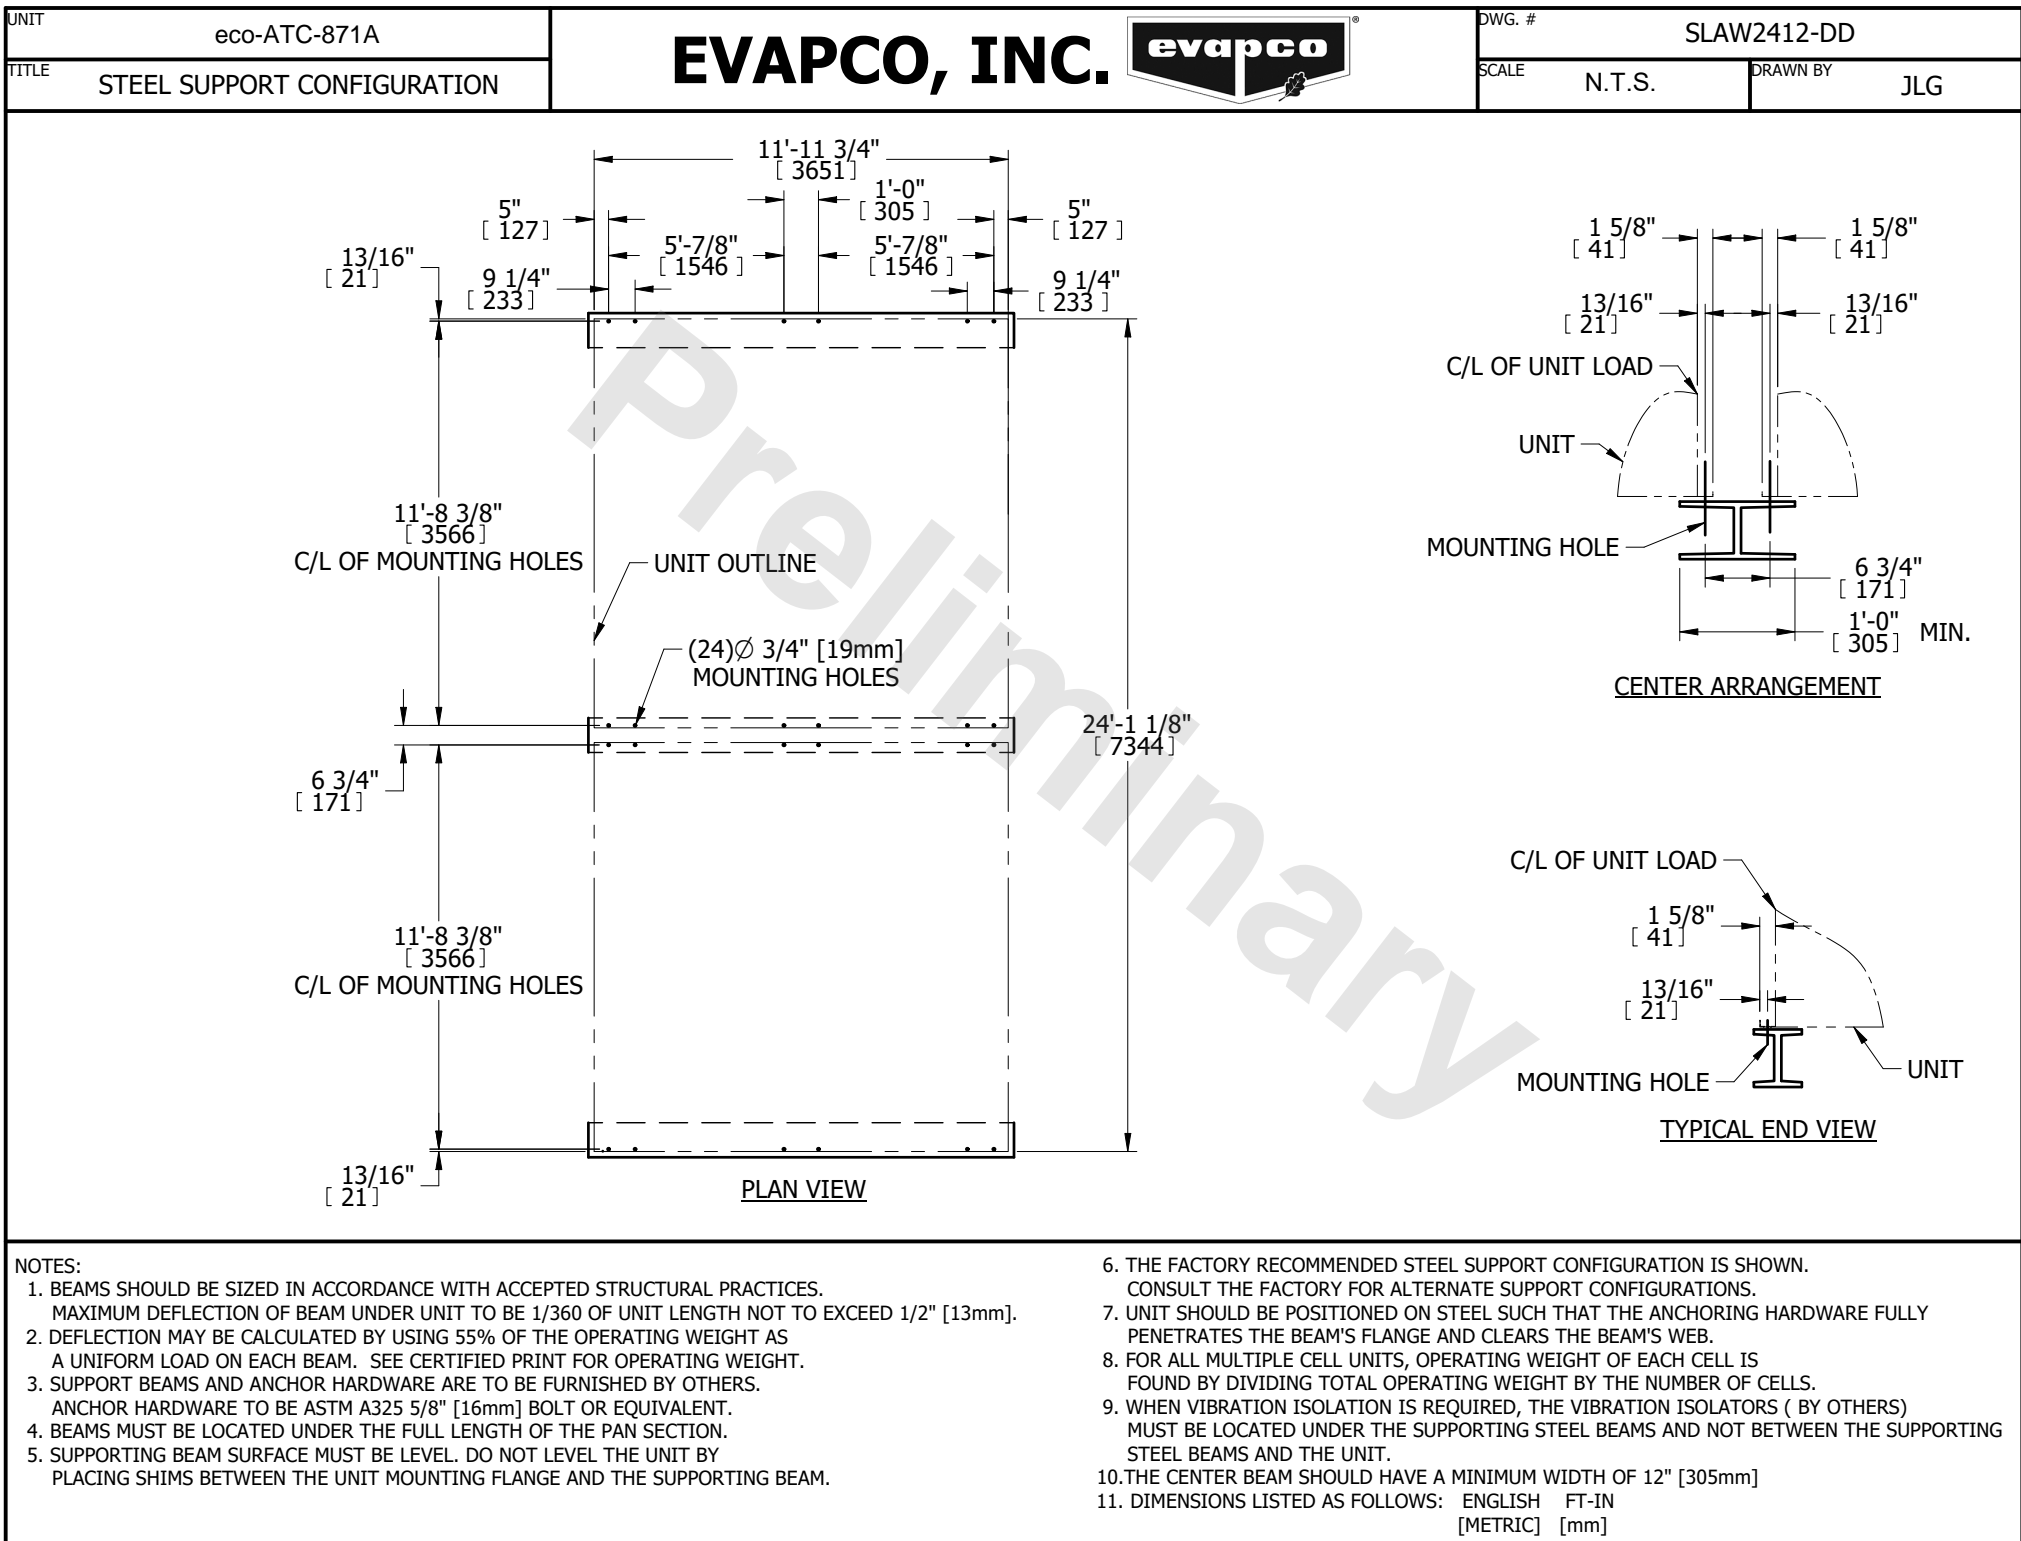 UNIT
eco-ATC-871A
TITLE
STEEL SUPPORT CONFIGURATION
EVAPCO, INC.
evapco
®
DWG. #
SLAW2412-DD
SCALE
N.T.S.
DRAWN BY
JLG
11'-11 3/4"
[ 3651]
1'-0"
[ 305 ]
5"
[ 127]
5"
[ 127 ]
5'-7/8"
[ 1546 ]
5'-7/8"
[ 1546 ]
13/16"
[ 21]
9 1/4"
[ 233]
9 1/4"
[ 233 ]
11'-8 3/8"
[ 3566]
C/L OF MOUNTING HOLES
UNIT OUTLINE
(24)Ø 3/4" [19mm]
MOUNTING HOLES
24'-1 1/8"
[ 7344]
6 3/4"
[ 171]
11'-8 3/8"
[ 3566]
C/L OF MOUNTING HOLES
13/16"
[ 21]
PLAN VIEW
Preliminary
1 5/8"
[ 41]
1 5/8"
[ 41]
13/16"
[ 21]
13/16"
[ 21]
C/L OF UNIT LOAD
UNIT
MOUNTING HOLE
6 3/4"
[ 171]
1'-0"
[ 305] MIN.
CENTER ARRANGEMENT
C/L OF UNIT LOAD
1 5/8"
[ 41]
13/16"
[ 21]
MOUNTING HOLE
UNIT
TYPICAL END VIEW
NOTES:
1. BEAMS SHOULD BE SIZED IN ACCORDANCE WITH ACCEPTED STRUCTURAL PRACTICES.
MAXIMUM DEFLECTION OF BEAM UNDER UNIT TO BE 1/360 OF UNIT LENGTH NOT TO EXCEED 1/2" [13mm].
2. DEFLECTION MAY BE CALCULATED BY USING 55% OF THE OPERATING WEIGHT AS
A UNIFORM LOAD ON EACH BEAM. SEE CERTIFIED PRINT FOR OPERATING WEIGHT.
3. SUPPORT BEAMS AND ANCHOR HARDWARE ARE TO BE FURNISHED BY OTHERS.
ANCHOR HARDWARE TO BE ASTM A325 5/8" [16mm] BOLT OR EQUIVALENT.
4. BEAMS MUST BE LOCATED UNDER THE FULL LENGTH OF THE PAN SECTION.
5. SUPPORTING BEAM SURFACE MUST BE LEVEL. DO NOT LEVEL THE UNIT BY
PLACING SHIMS BETWEEN THE UNIT MOUNTING FLANGE AND THE SUPPORTING BEAM.
6. THE FACTORY RECOMMENDED STEEL SUPPORT CONFIGURATION IS SHOWN.
CONSULT THE FACTORY FOR ALTERNATE SUPPORT CONFIGURATIONS.
7. UNIT SHOULD BE POSITIONED ON STEEL SUCH THAT THE ANCHORING HARDWARE FULLY
PENETRATES THE BEAM'S FLANGE AND CLEARS THE BEAM'S WEB.
8. FOR ALL MULTIPLE CELL UNITS, OPERATING WEIGHT OF EACH CELL IS
FOUND BY DIVIDING TOTAL OPERATING WEIGHT BY THE NUMBER OF CELLS.
9. WHEN VIBRATION ISOLATION IS REQUIRED, THE VIBRATION ISOLATORS ( BY OTHERS)
MUST BE LOCATED UNDER THE SUPPORTING STEEL BEAMS AND NOT BETWEEN THE SUPPORTING
STEEL BEAMS AND THE UNIT.
10.THE CENTER BEAM SHOULD HAVE A MINIMUM WIDTH OF 12" [305mm]
11. DIMENSIONS LISTED AS FOLLOWS: ENGLISH FT-IN
[METRIC] [mm]